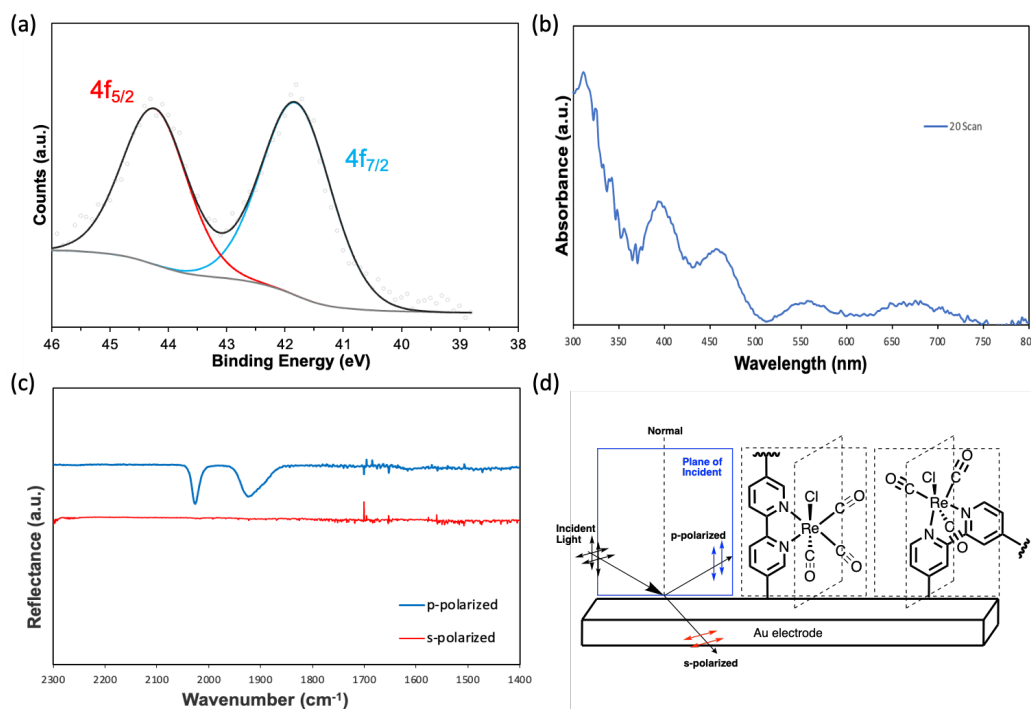 (a)
4f5/2
4f7/2
Counts (a.u.)
46 45 44 43 42 41 40 39 38
Binding Energy (eV)
(b)
Absorbance (a.u.)
20 Scan
300 350 400 450 500 550 600 650 700 750 800
Wavelength (nm)
(c)
Reflectance (a.u.)
p-polarized
s-polarized
2300 2200 2100 2000 1900 1800 1700 1600 1500 1400
Wavenumber (cm-1)
(d)
Normal
Plane of
Incident
Incident
Light
p-polarized
s-polarized
Au electrode
N
N
Cl
Re
C
O
C
O
C
O
O
C
Cl
O
C
Re
C
O
N
N